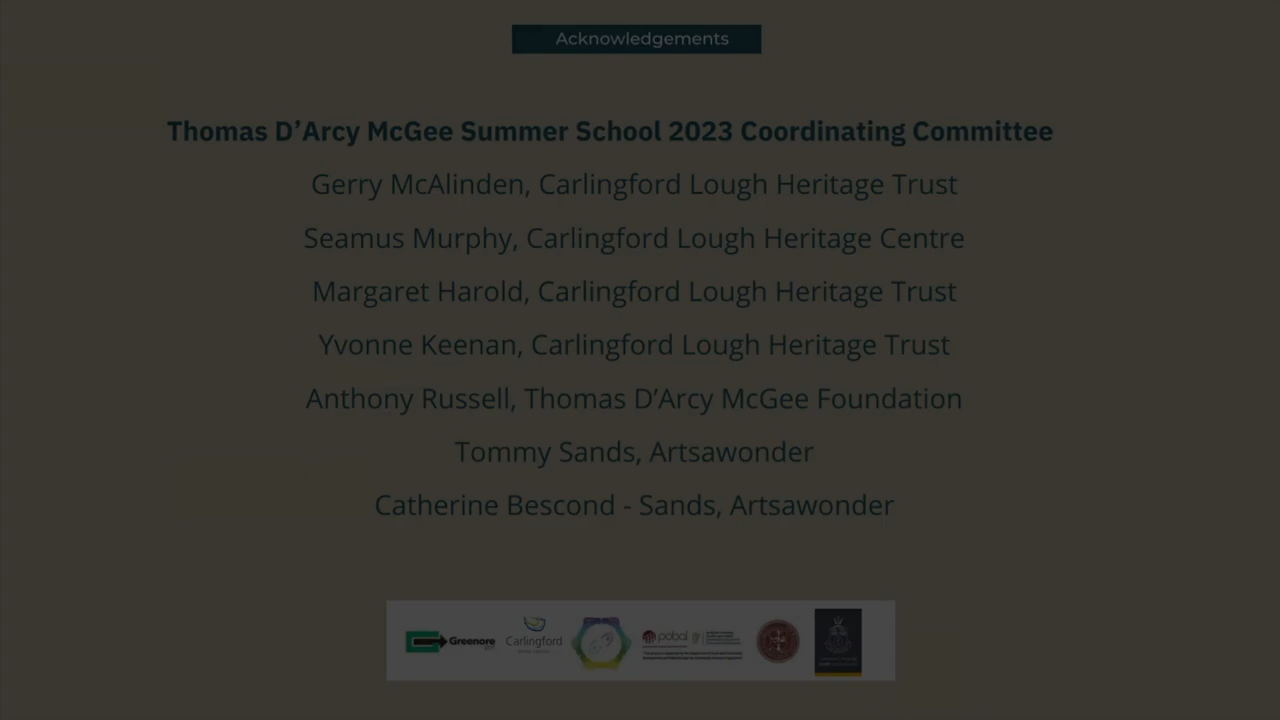 Acknowledgements
Thomas D’Arcy McGee Summer School 2023 Coordinating Committee
Gerry McAlinden, Carlingford Lough Heritage Trust
Seamus Murphy, Carlingford Lough Heritage Centre
Margaret Harold, Carlingford Lough Heritage Trust
Yvonne Keenan, Carlingford Lough Heritage Trust
Anthony Russell, Thomas D’Arcy McGee Foundation
Tommy Sands, Artsawonder
Catherine Bescond - Sands, Artsawonder
Greenore
Carlingford
pobal